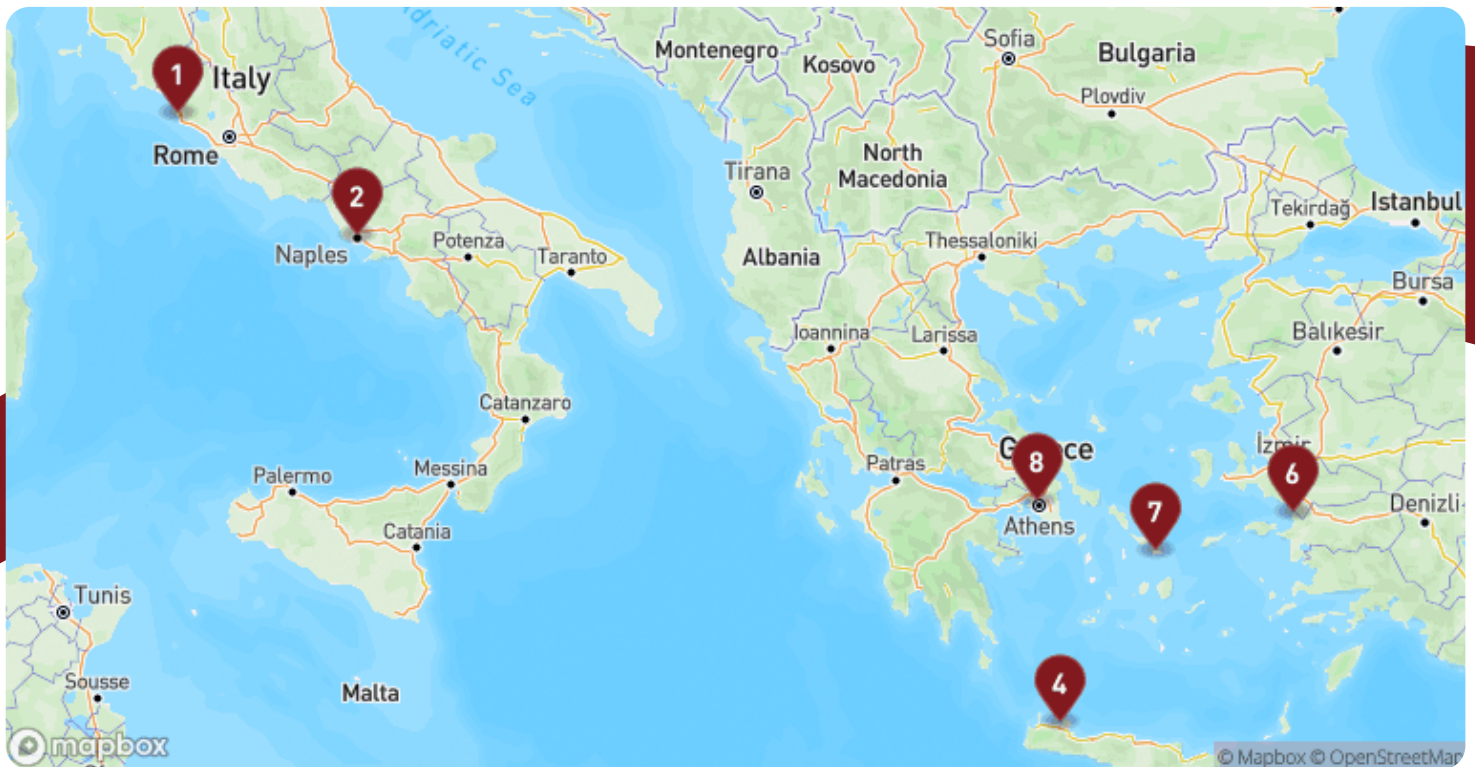 Adriatic Sea
Montenegro
Kosovo
Sofia
Bulgaria
1
Italy
Plovdiv
Rome
North
Macedonia
Tirana
2
Istanbul
Tekirdağ
Naples
Potenza
Taranto
Albania
Thessaloniki
Bursa
Ioannina
Larissa
Balıkesir
Catanzaro
Messina
Palermo
Patras
8
İzmir
6
Catania
Athens
7
Denizli
Tunis
Sousse
Malta
4
mapbox
© Mapbox © OpenStreetMap